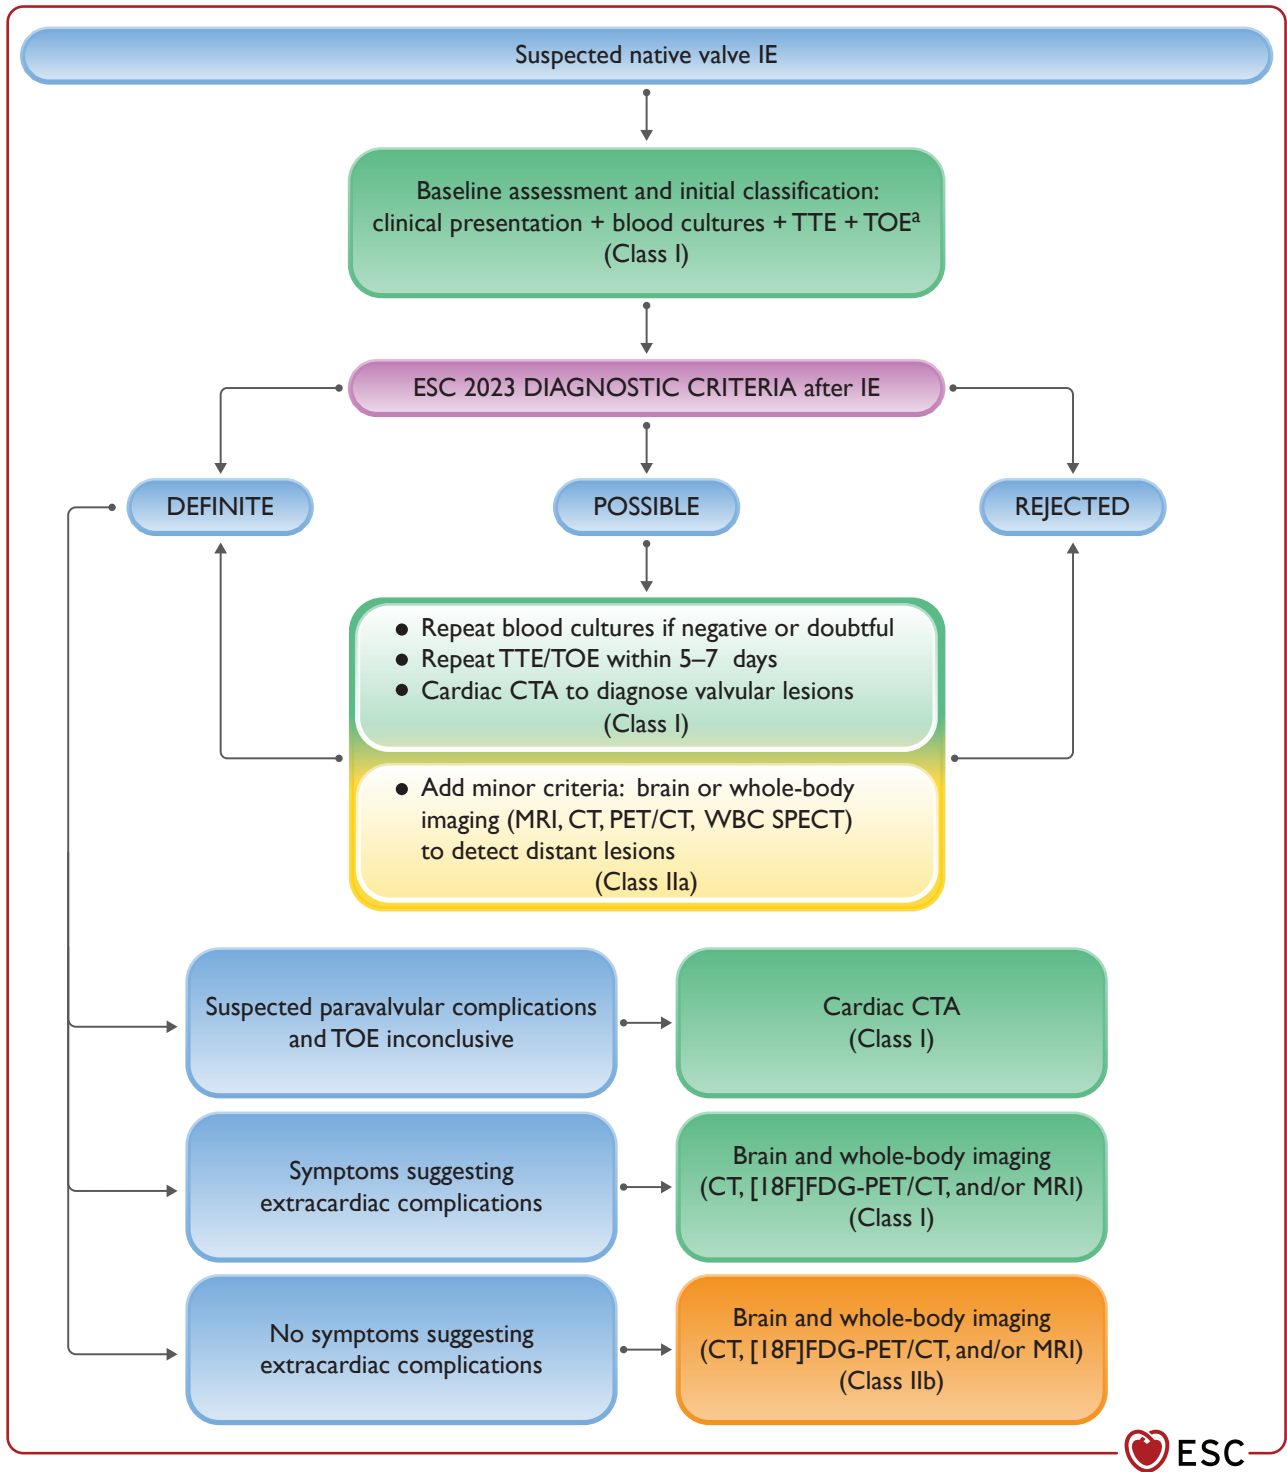 Suspected native valve IE
Baseline assessment and initial classification:
clinical presentation + blood cultures + TTE + TOEᵃ
(Class I)
ESC 2023 DIAGNOSTIC CRITERIA after IE
DEFINITE
POSSIBLE
REJECTED
● Repeat blood cultures if negative or doubtful
● Repeat TTE/TOE within 5–7 days
● Cardiac CTA to diagnose valvular lesions
(Class I)
● Add minor criteria: brain or whole-body
imaging (MRI, CT, PET/CT, WBC SPECT)
to detect distant lesions
(Class IIa)
Suspected paravalvular complications
and TOE inconclusive
Cardiac CTA
(Class I)
Symptoms suggesting
extracardiac complications
Brain and whole-body imaging
(CT, [18F]FDG-PET/CT, and/or MRI)
(Class I)
No symptoms suggesting
extracardiac complications
Brain and whole-body imaging
(CT, [18F]FDG-PET/CT, and/or MRI)
(Class IIb)
ESC